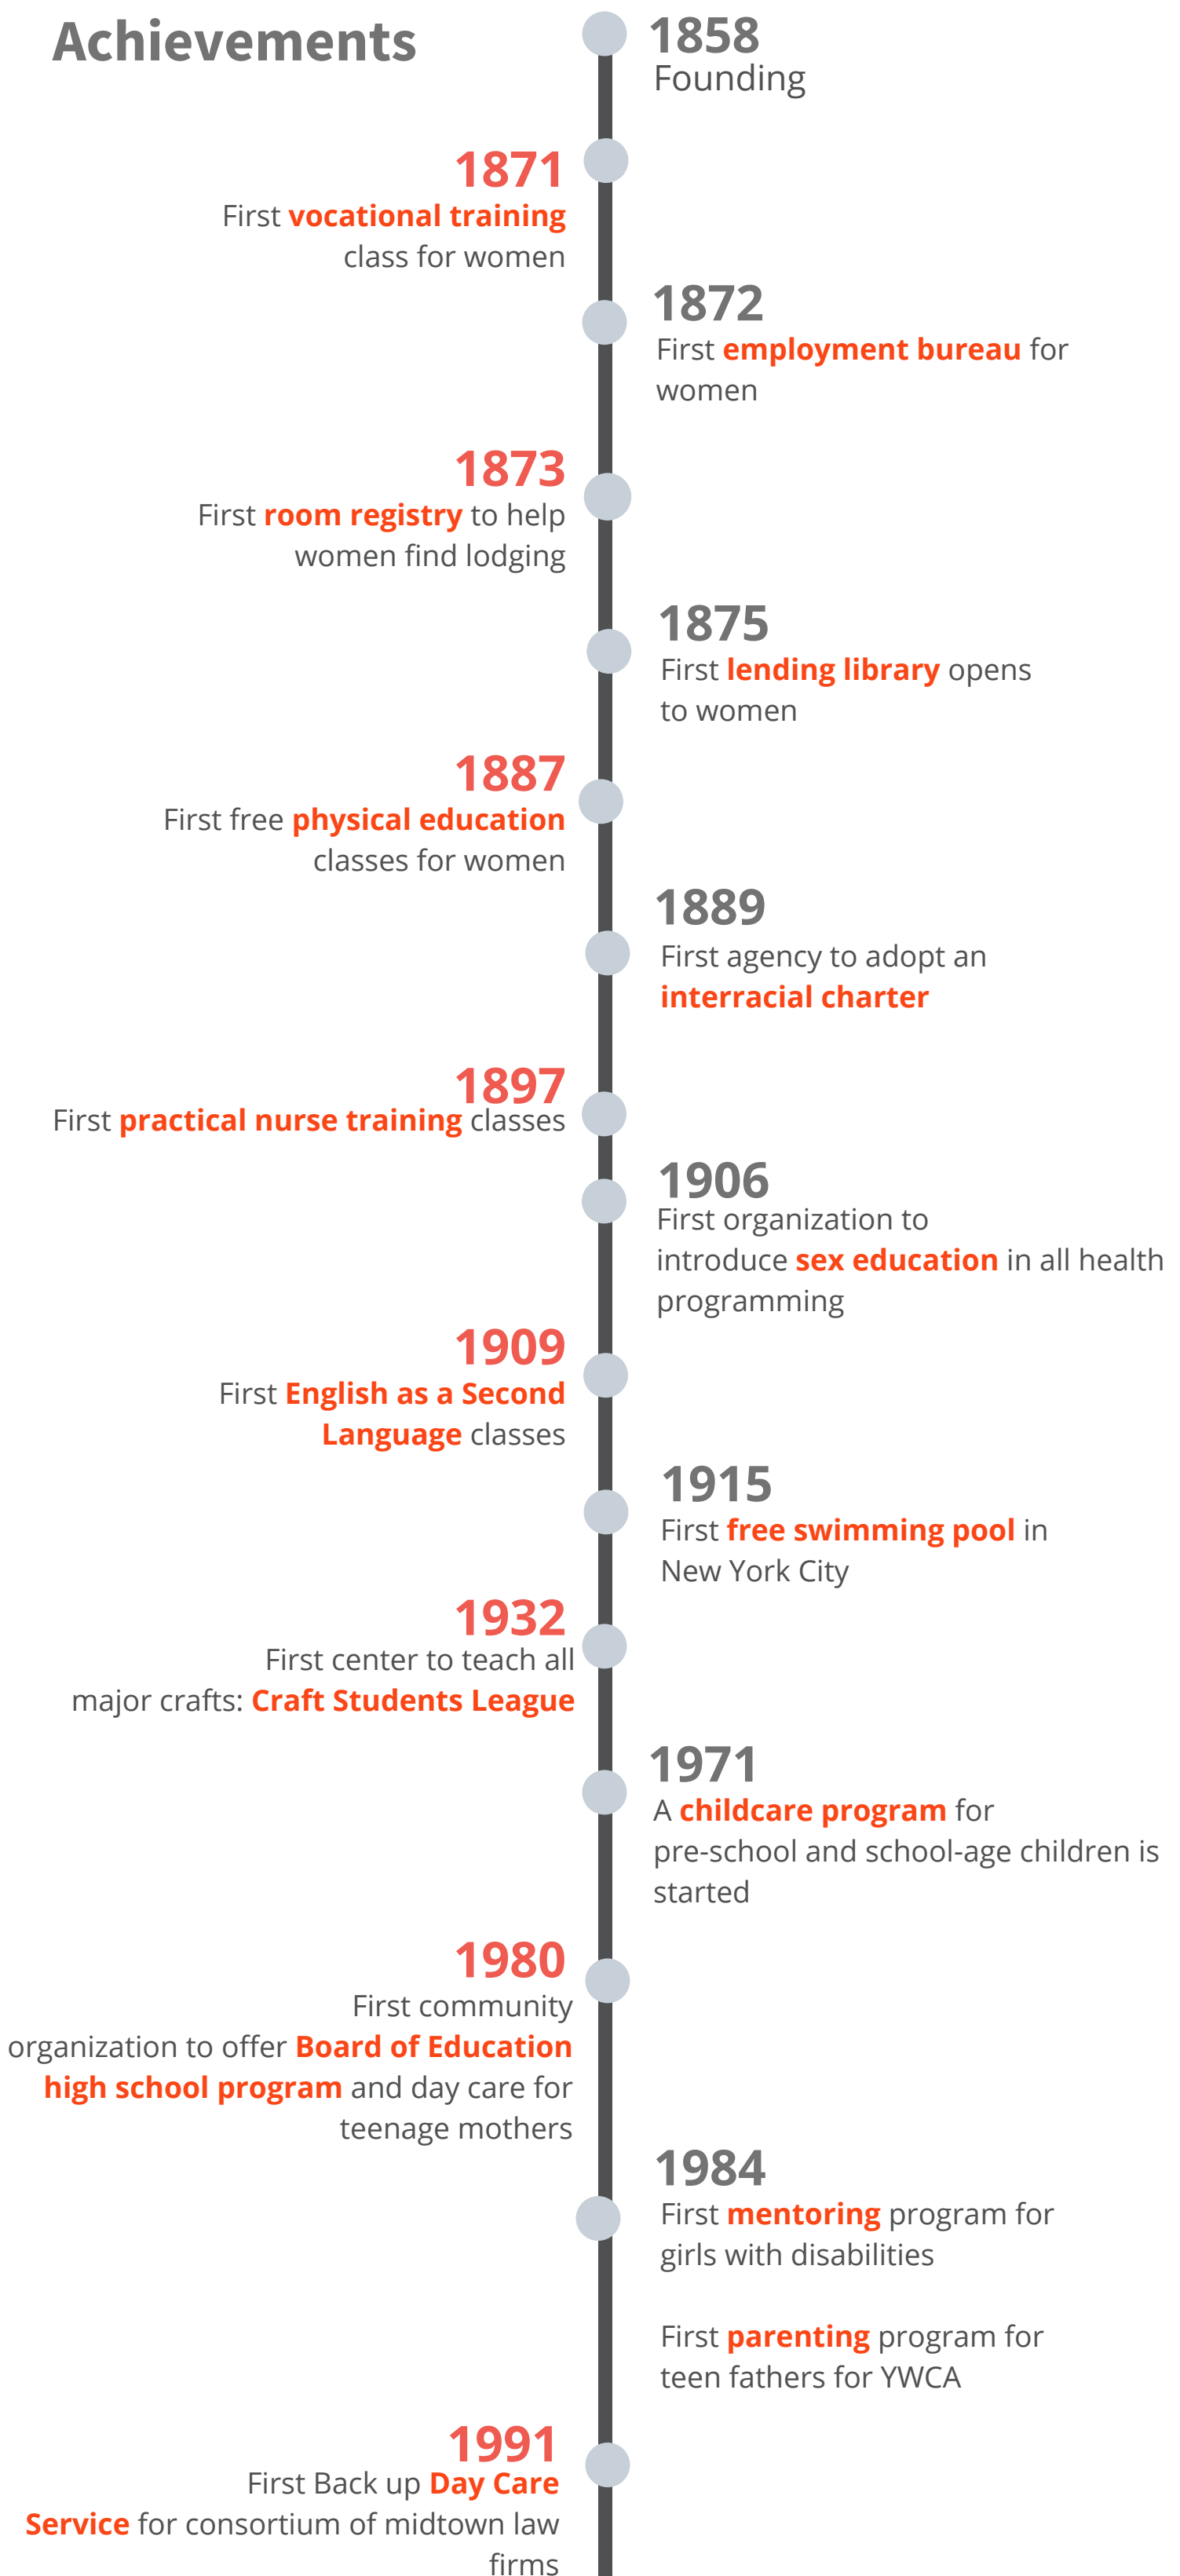 Achievements
1858
Founding
1871
First vocational training
class for women
1872
First employment bureau for
women
1873
First room registry to help
women find lodging
1875
First lending library opens
to women
1887
First free physical education
classes for women
1889
First agency to adopt an
interracial charter
1897
First practical nurse training classes
1906
First organization to
introduce sex education in all health
programming
1909
First English as a Second
Language classes
1915
First free swimming pool in
New York City
1932
First center to teach all
major crafts: Craft Students League
1971
A childcare program for
pre-school and school-age children is
started
1980
First community
organization to offer Board of Education
high school program and day care for
teenage mothers
1984
First mentoring program for
girls with disabilities
First parenting program for
teen fathers for YWCA
1991
First Back up Day Care
Service for consortium of midtown law
firms